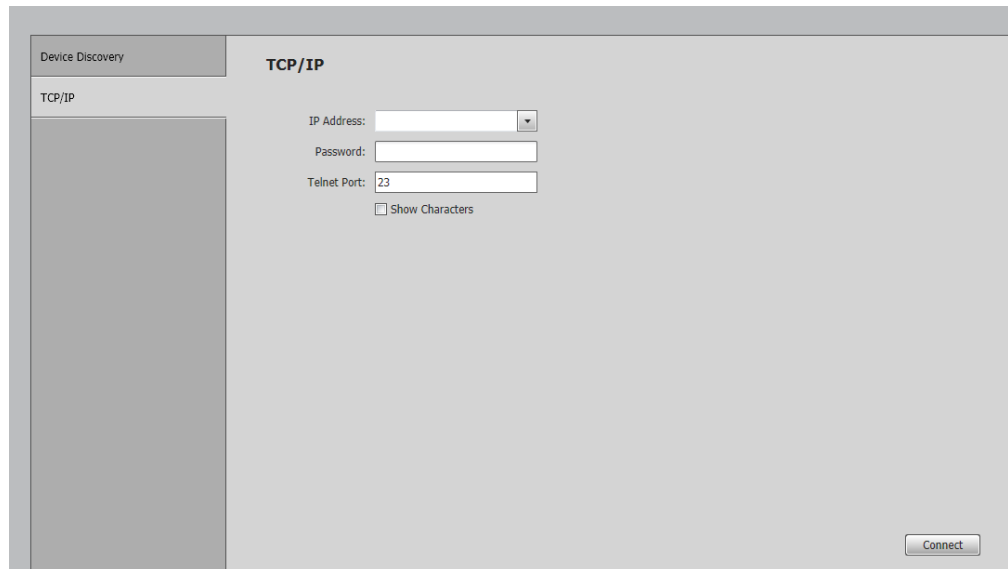 Device Discovery
TCP/IP
TCP/IP
IP Address:
Password:
Telnet Port: 23
Show Characters
Connect